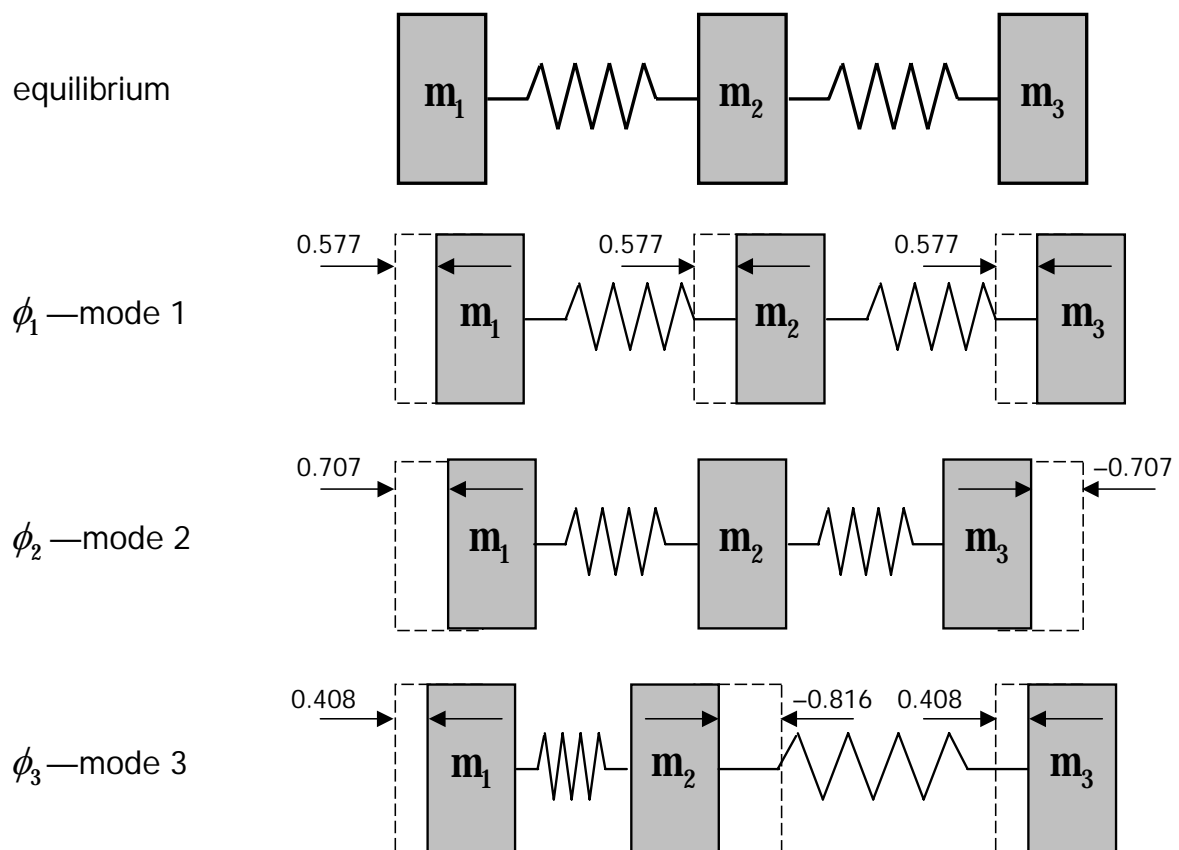 equilibrium
m₁ m₂ m₃
0.577 0.577 0.577
ϕ₁ —mode 1
m₁ m₂ m₃
0.707 –0.707
ϕ₂ —mode 2
m₁ m₂ m₃
0.408 –0.816 0.408
ϕ₃ —mode 3
m₁ m₂ m₃